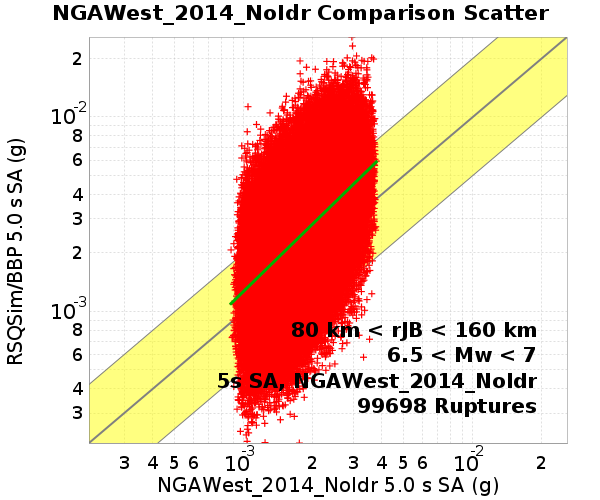 NGAWest_2014_NoIdr Comparison Scatter
RSQSim/BBP 5.0 s SA (g)
2
10-2
8
6
4
3
2
10-3
8
6
4
3
80 km < rJB < 160 km
6.5 < Mw < 7
5s SA, NGAWest_2014_NoIdr
99698 Ruptures
3 4 5 6 10-3 2 3 4 5 6 10-2 2
NGAWest_2014_NoIdr 5.0 s SA (g)